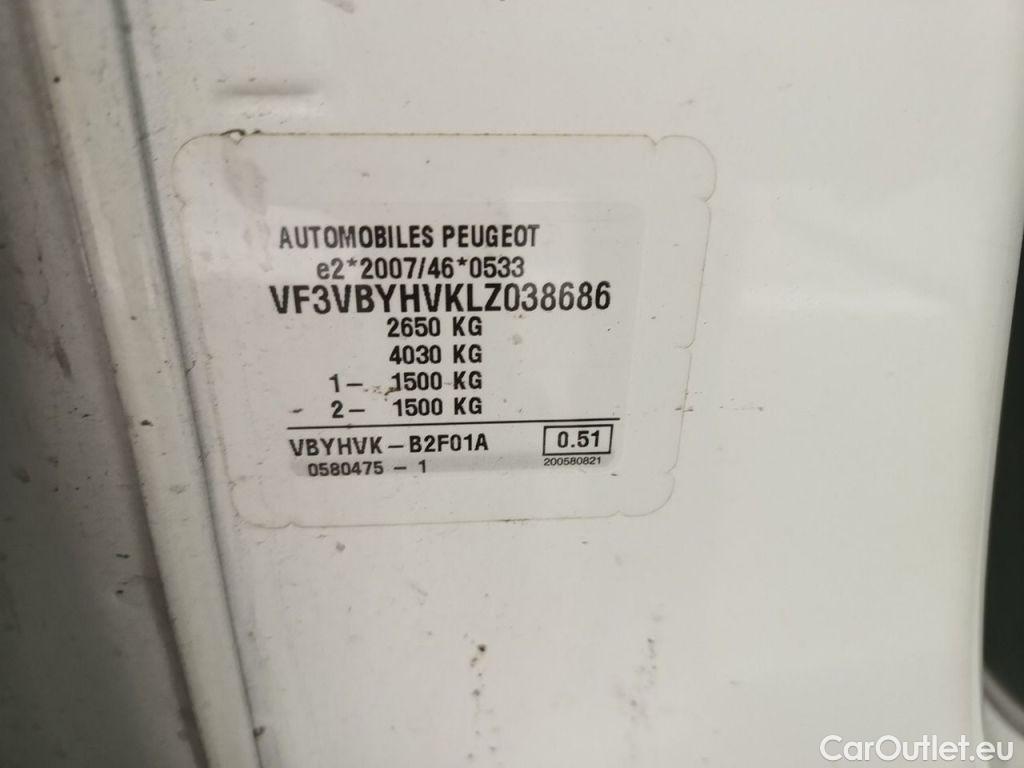 AUTOMOBILES PEUGEOT
e2*2007/46*0533
VF3VBYHVKLZ038686
2650 KG
4030 KG
1- 1500 KG
- 2- 1500 KG
VBYHVK-B2F01A 0.51
0580475-1 200580821
CarOutlet.eu